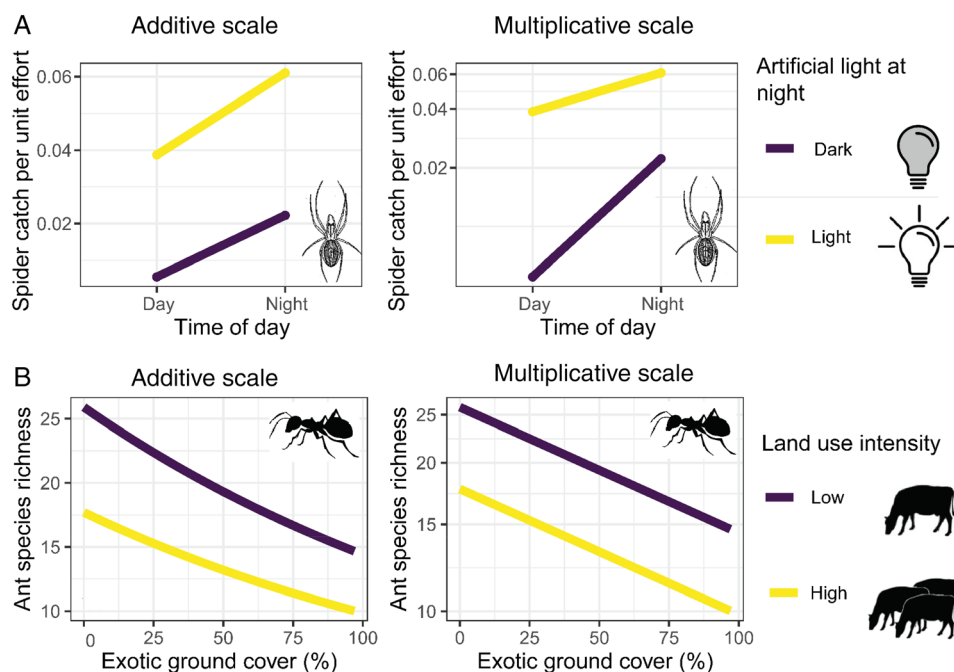 A
Additive scale
Multiplicative scale
Spider catch per unit effort
0.06
0.04
0.02
Day
Night
Time of day
Spider catch per unit effort
0.06
0.04
0.02
Day
Night
Time of day
Artificial light at
night
Dark
Light
B
Additive scale
Multiplicative scale
Ant species richness
25
20
15
10
0
25
50
75
100
Exotic ground cover (%)
Ant species richness
25
20
15
10
0
25
50
75
100
Exotic ground cover (%)
Land use intensity
Low
High